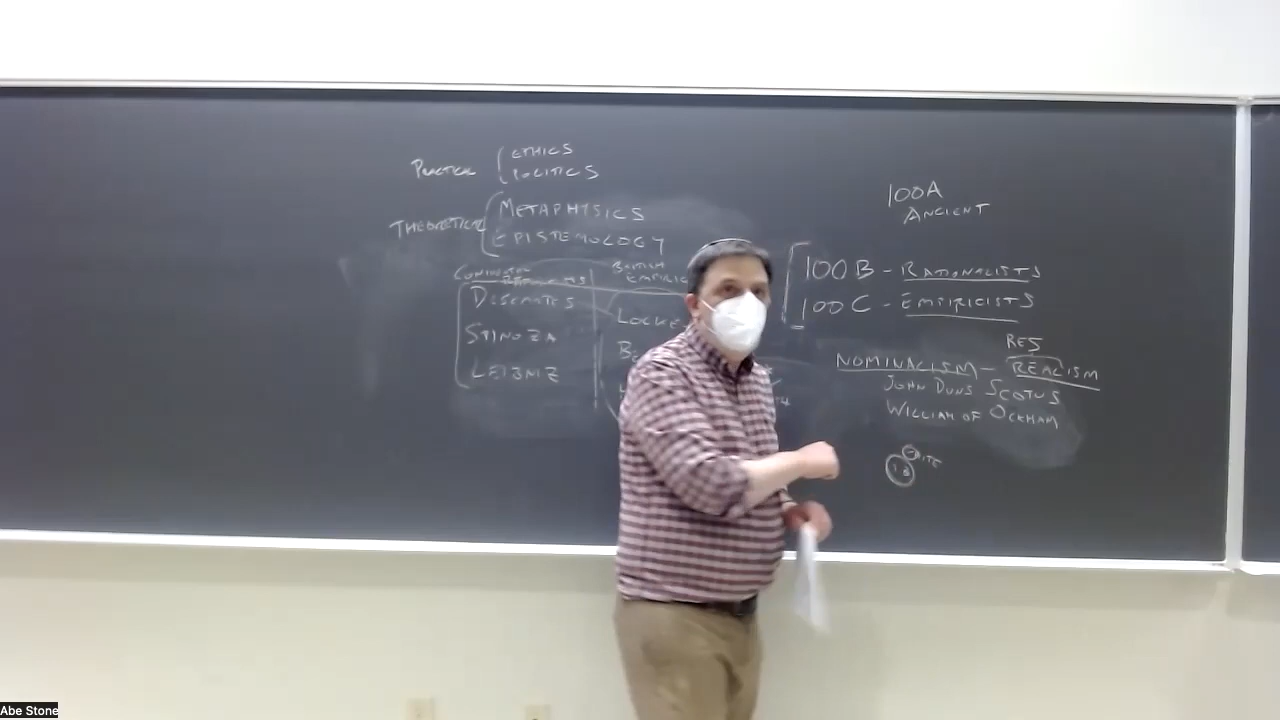 PRACTICAL
ETHICS
POLITICS
THEORETICAL
METAPHYSICS
EPISTEMOLOGY
BRITISH
DESCARTES
SPINOZA
LEIBNIZ
LOCKE
100A
ANCIENT
100B - RATIONALISTS
100C - EMPIRICISTS
RES
NOMINALISM - REALISM
JOHN DUNS SCOTUS
WILLIAM OF OCKHAM
Abe Stone